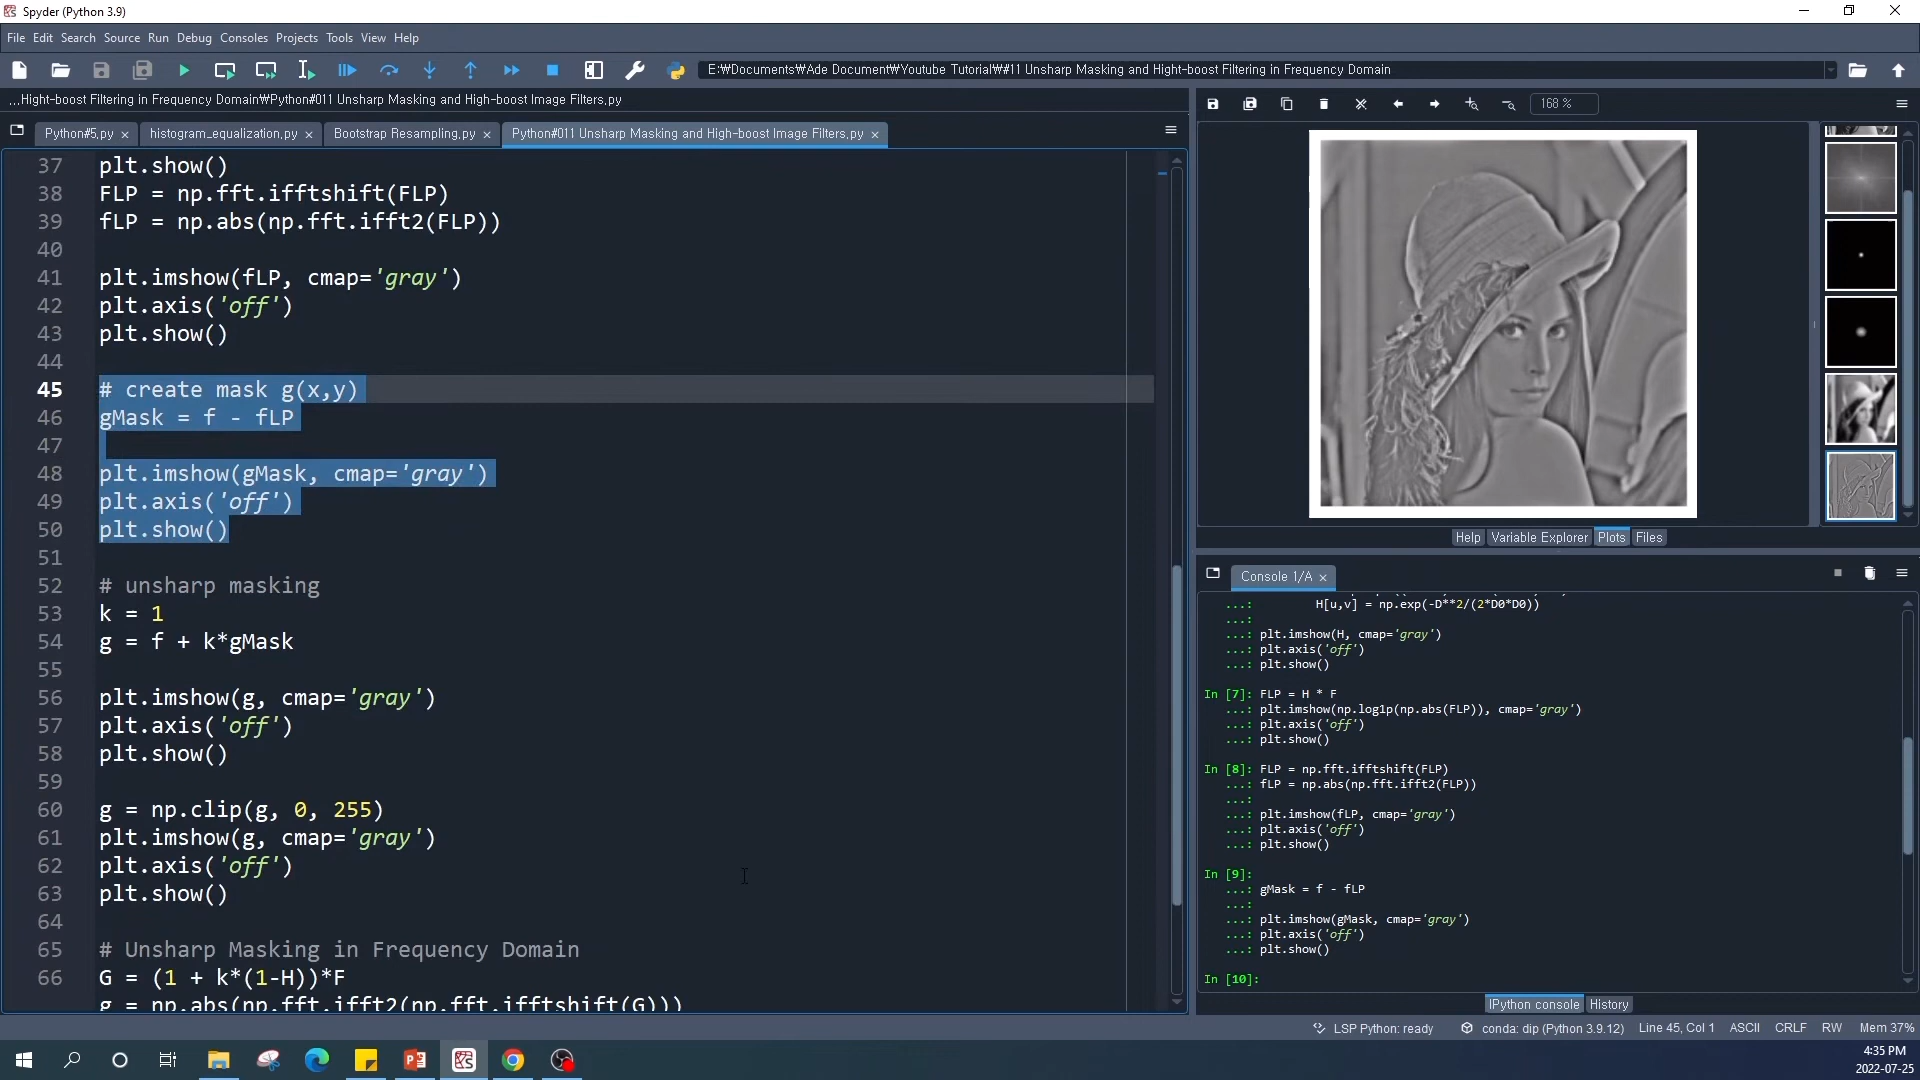 Spyder (Python 3.9)
File Edit Search Source Run Debug Consoles Projects Tools View Help
E:₩Documents₩Ade Document₩Youtube Tutorial₩#11 Unsharp Masking and Hight-boost Filtering in Frequency Domain
...Hight-boost Filtering in Frequency Domain₩Python#011 Unsharp Masking and High-boost Image Filters.py
Python#5.py
histogram_equalization.py
Bootstrap Resampling.py
Python#011 Unsharp Masking and High-boost Image Filters.py
37 plt.show()
38 FLP = np.fft.ifftshift(FLP)
39 fLP = np.abs(np.fft.ifft2(FLP))
40
41 plt.imshow(fLP, cmap='gray')
42 plt.axis('off')
43 plt.show()
44
45 # create mask g(x,y)
46 gMask = f - fLP
47
48 plt.imshow(gMask, cmap='gray')
49 plt.axis('off')
50 plt.show()
51
52 # unsharp masking
53 k = 1
54 g = f + k*gMask
55
56 plt.imshow(g, cmap='gray')
57 plt.axis('off')
58 plt.show()
59
60 g = np.clip(g, 0, 255)
61 plt.imshow(g, cmap='gray')
62 plt.axis('off')
63 plt.show()
64
65 # Unsharp Masking in Frequency Domain
66 G = (1 + k*(1-H))*F
g = np.abs(np.fft.ifft2(np.fft.ifftshift(G)))
168 %
Help Variable Explorer Plots Files
Console 1/A
...: H[u,v] = np.exp(-D**2/(2*D0*D0))
...:
...: plt.imshow(H, cmap='gray')
...: plt.axis('off')
...: plt.show()
In [7]: FLP = H * F
...: plt.imshow(np.log1p(np.abs(FLP)), cmap='gray')
...: plt.axis('off')
...: plt.show()
In [8]: FLP = np.fft.ifftshift(FLP)
...: fLP = np.abs(np.fft.ifft2(FLP))
...:
...: plt.imshow(fLP, cmap='gray')
...: plt.axis('off')
...: plt.show()
In [9]:
...: gMask = f - fLP
...:
...: plt.imshow(gMask, cmap='gray')
...: plt.axis('off')
...: plt.show()
In [10]:
IPython console History
LSP Python: ready conda: dip (Python 3.9.12) Line 45, Col 1 ASCII CRLF RW Mem 37%
4:35 PM
2022-07-25